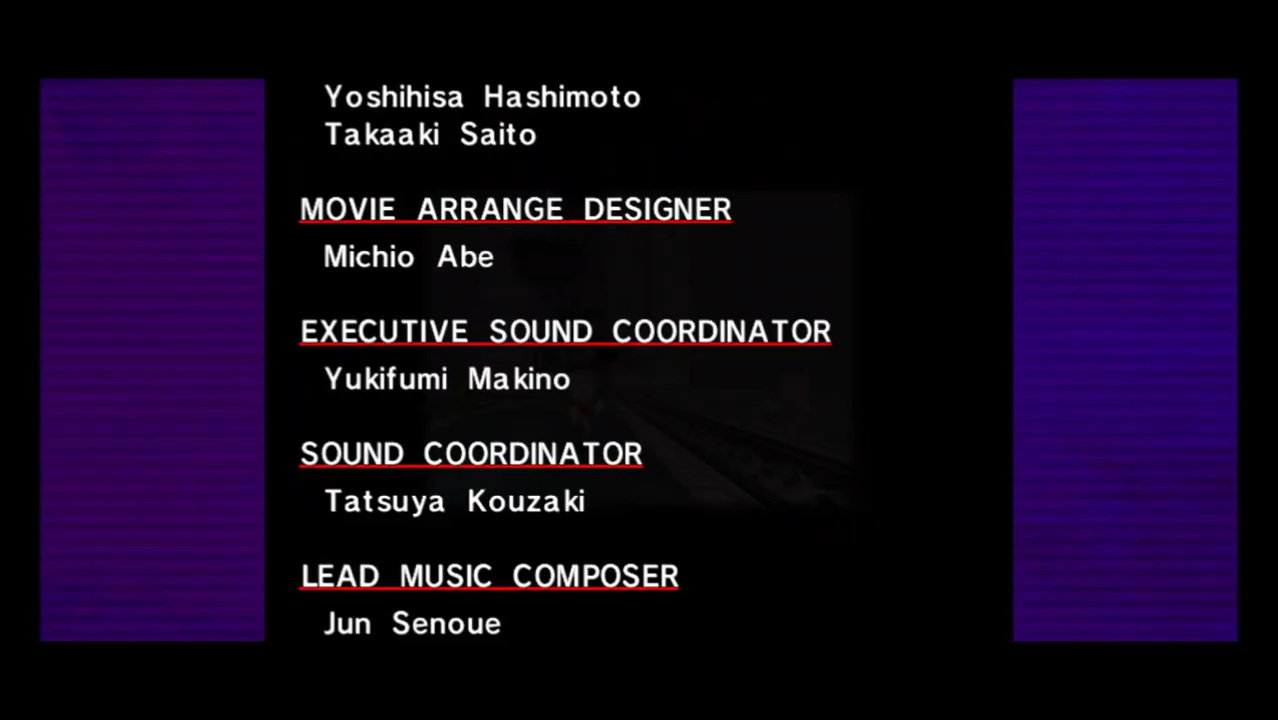 Yoshihisa Hashimoto
Takaaki Saito
MOVIE ARRANGE DESIGNER
Michio Abe
EXECUTIVE SOUND COORDINATOR
Yukifumi Makino
SOUND COORDINATOR
Tatsuya Kouzaki
LEAD MUSIC COMPOSER
Jun Senoue